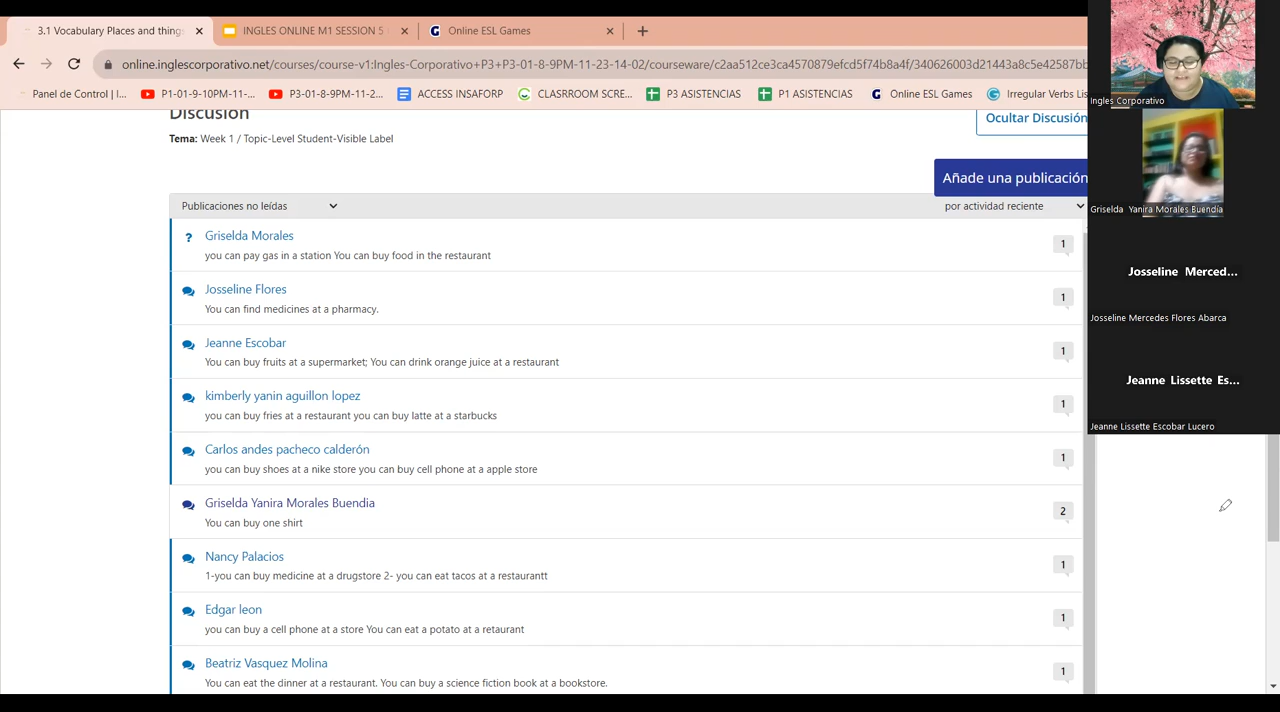 3.1 Vocabulary Places and things
INGLES ONLINE M1 SESSION 5
Online ESL Games
online.inglescorporativo.net/courses/course-v1:Ingles-Corporativo+P3+P3-01-8-9PM-11-23-14-02/courseware/c2aa512ce3ca4570879efcd5f74b8a4f/340626003d21443a8c5e42587bb
Panel de Control | I...
P1-01-9-10PM-11-...
P3-01-8-9PM-11-2...
ACCESS INSAFORP
CLASRROOM SCRE...
P3 ASISTENCIAS
P1 ASISTENCIAS
Online ESL Games
Irregular Verbs Lis
Ingles Corporativo
Discusión
Ocultar Discusión
Tema: Week 1 / Topic-Level Student-Visible Label
Añade una publicación
Publicaciones no leídas
por actividad reciente
Griselda Yanira Morales Buendía
Griselda Morales
you can pay gas in a station You can buy food in the restaurant
1
Josseline Merced...
Josseline Flores
You can find medicines at a pharmacy.
1
Josseline Mercedes Flores Abarca
Jeanne Escobar
You can buy fruits at a supermarket; You can drink orange juice at a restaurant
1
Jeanne Lissette Es...
kimberly yanin aguillon lopez
you can buy fries at a restaurant you can buy latte at a starbucks
1
Jeanne Lissette Escobar Lucero
Carlos andes pacheco calderón
you can buy shoes at a nike store you can buy cell phone at a apple store
1
Griselda Yanira Morales Buendia
You can buy one shirt
2
Nancy Palacios
1-you can buy medicine at a drugstore 2- you can eat tacos at a restaurantt
1
Edgar leon
you can buy a cell phone at a store You can eat a potato at a retaurant
1
Beatriz Vasquez Molina
You can eat the dinner at a restaurant. You can buy a science fiction book at a bookstore.
1